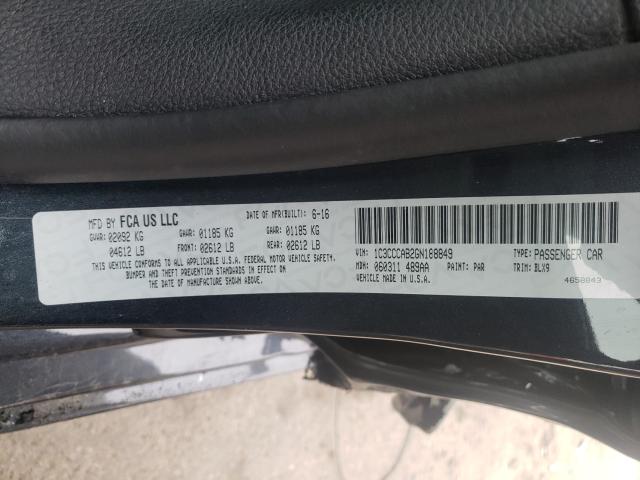 MFD BY FCA US LLC
DATE OF MFR(BUILT): 6-16
GVWR: 02092 KG
04612 LB
GAWR: 01185 KG
FRONT: 02612 LB
GAWR: 01185 KG
REAR: 02612 LB
THIS VEHICLE CONFORMS TO ALL APPLICABLE U.S.A. FEDERAL MOTOR VEHICLE SAFETY,
BUMPER AND THEFT PREVENTION STANDARDS IN EFFECT ON
THE DATE OF MANUFACTURE SHOWN ABOVE.
VIN: 1C3CCCAB2GN188849
TYPE: PASSENGER CAR
MDH: 060311 489AA
PAINT: PAR
TRIM: BLX9
VEHICLE MADE IN U.S.A.
4658843